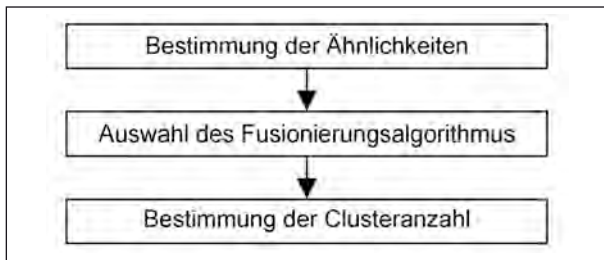 Bestimmung der Ähnlichkeiten
Auswahl des Fusionierungsalgorithmus
Bestimmung der Clusteranzahl